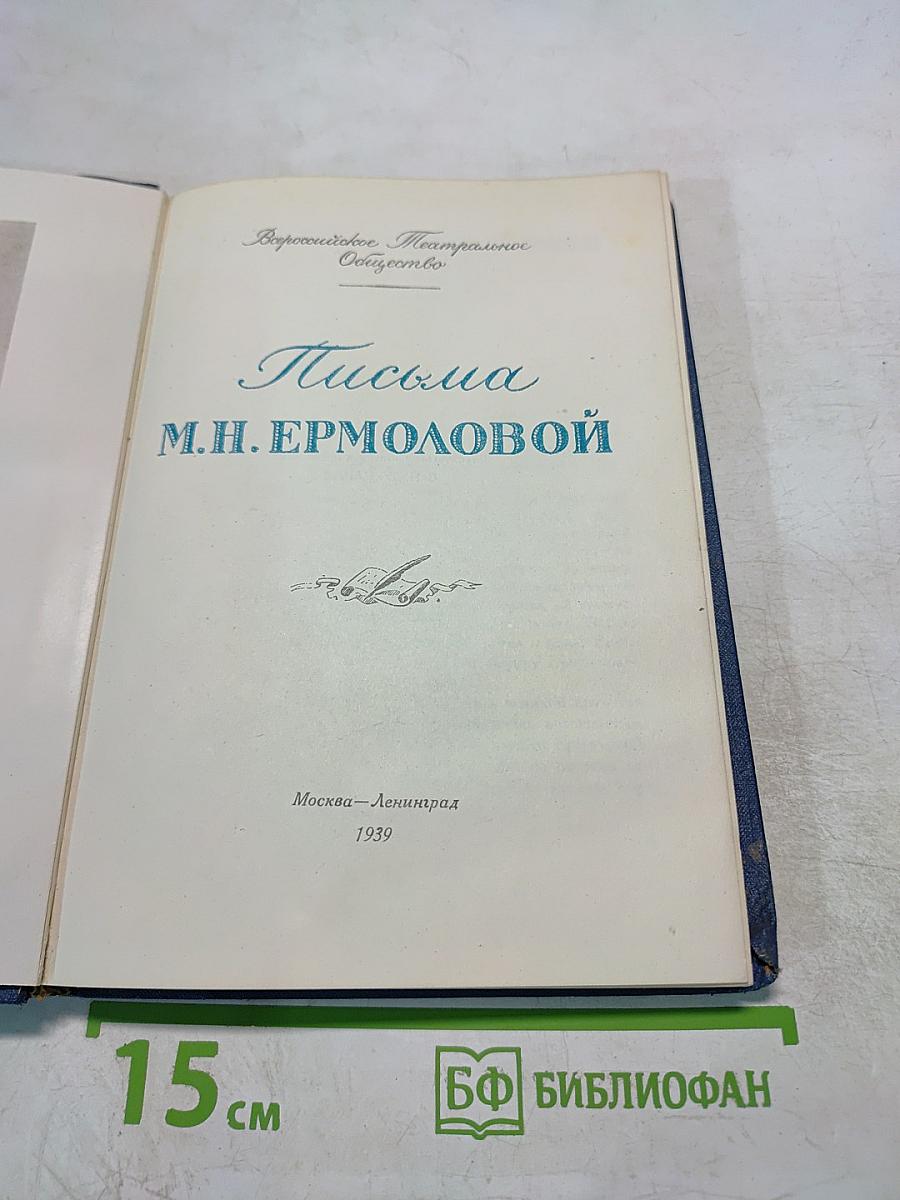 Всероссийское Театральное
Общество
Письма
М.Н. ЕРМОЛОВОЙ
Москва—Ленинград
1939
15 см
БФ БИБЛИОФАН